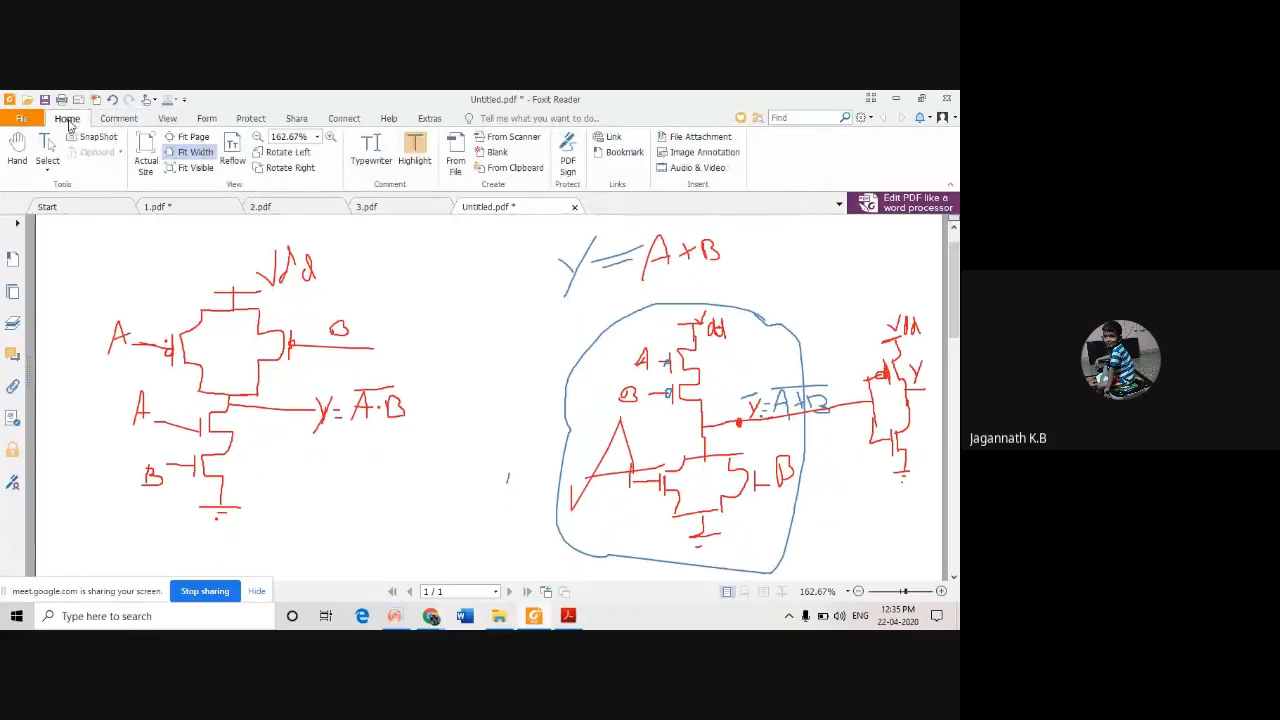 Untitled.pdf * - Foxit Reader
File Home Comment View Form Protect Share Connect Help Extras Tell me what you want to do... Find
Hand
Select
SnapShot
Clipboard
Tools
Actual Size
Fit Page
Fit Width
Fit Visible
Reflow
162.67%
Rotate Left
Rotate Right
View
Typewriter
Highlight
Comment
From File
From Scanner
Blank
From Clipboard
Create
PDF Sign
Protect
Link
Bookmark
Links
File Attachment
Image Annotation
Audio & Video
Insert
Start 1.pdf * 2.pdf 3.pdf Untitled.pdf *
Edit PDF like a
word processor
Vdd
A
B
A
B
y = A·B
Y = A+B
Vdd
A
B
B
y = A+B
Vdd
Y
Jagannath K.B
meet.google.com is sharing your screen. Stop sharing Hide
1 / 1
162.67%
Type here to search
ENG
12:35 PM
22-04-2020